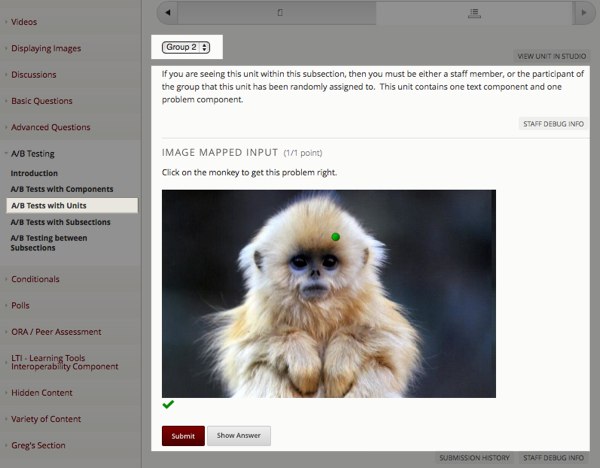 Videos
Displaying Images
Discussions
Basic Questions
Advanced Questions
A/B Testing
Introduction
A/B Tests with Components
A/B Tests with Units
A/B Tests with Subsections
A/B Testing between
Subsections
Conditionals
Polls
ORA / Peer Assessment
LTI - Learning Tools
Interoperability Component
Hidden Content
Variety of Content
Greg's Section
Group 2
VIEW UNIT IN STUDIO
If you are seeing this unit within this subsection, then you must be either a staff member, or the participant of
the group that this unit has been randomly assigned to. This unit contains one text component and one
problem component.
STAFF DEBUG INFO
IMAGE MAPPED INPUT (1/1 point)
Click on the monkey to get this problem right.
Submit
Show Answer
SUBMISSION HISTORY
STAFF DEBUG INFO